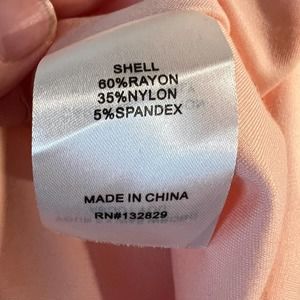 SHELL
60%RAYON
35%NYLON
5%SPANDEX
MADE IN CHINA
RN#132829